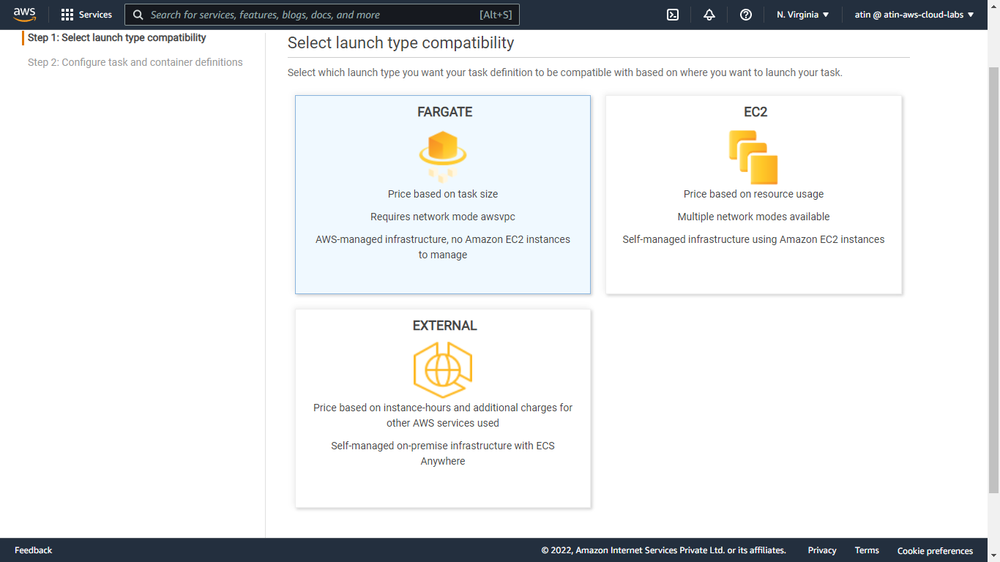 aws
Services
Search for services, features, blogs, docs, and more
[Alt+S]
N. Virginia
atin @ atin-aws-cloud-labs
Step 1: Select launch type compatibility
Step 2: Configure task and container definitions
Select launch type compatibility
Select which launch type you want your task definition to be compatible with based on where you want to launch your task.
FARGATE
Price based on task size
Requires network mode awsvpc
AWS-managed infrastructure, no Amazon EC2 instances
to manage
EC2
Price based on resource usage
Multiple network modes available
Self-managed infrastructure using Amazon EC2 instances
EXTERNAL
Price based on instance-hours and additional charges for
other AWS services used
Self-managed on-premise infrastructure with ECS
Anywhere
Feedback
© 2022, Amazon Internet Services Private Ltd. or its affiliates.
Privacy
Terms
Cookie preferences